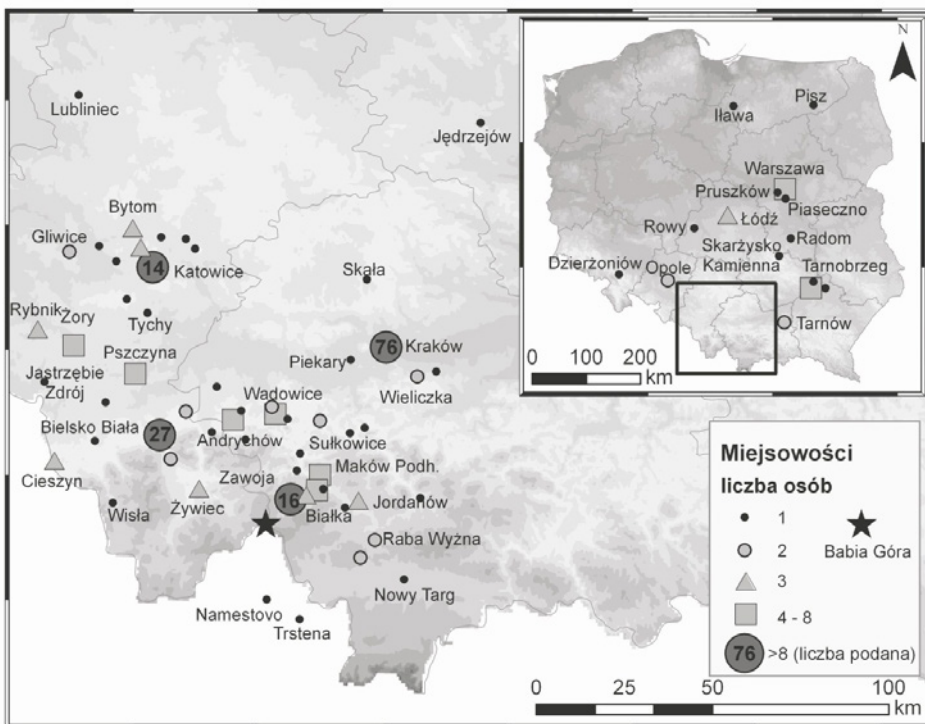 Lubliniec
Jędrzejów
Bytom
Gliwice
14
Katowice
Skała
Rybnik
Żory
Tychy
76
Kraków
Piekary
Pszczyna
Jastrzębie
Zdrój
Wieliczka
Wadowice
Bielsko Biała
27
Andrychów
Sułkowice
Cieszyn
Zawoja
Maków Podh.
16
Żywiec
Wisła
Białka
Jordanów
Raba Wyżna
Nowy Targ
Namestovo
Trstena
N
Pisz
Iława
Warszawa
Pruszków
Piaseczno
Łódź
Rowy
Radom
Skarżysko
Kamienna
Dzierżoniów
Opole
Tarnobrzeg
Tarnów
0 100 200
km
Miejsowości
liczba osób
1
2
Babia Góra
3
4 - 8
76 >8 (liczba podana)
0 25 50 100
km